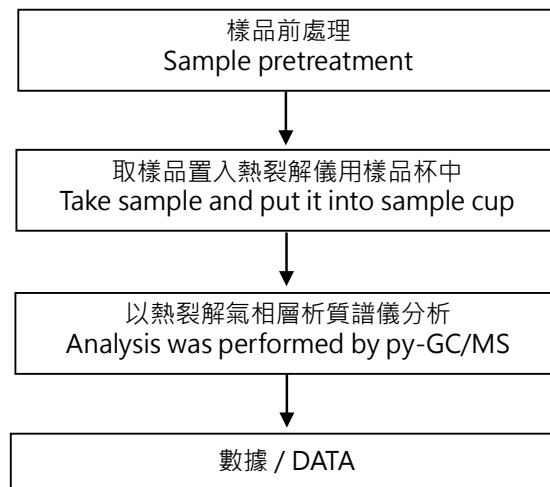 樣品前處理
Sample pretreatment
取樣品置入熱裂解儀用樣品杯中
Take sample and put it into sample cup
以熱裂解氣相層析質譜儀分析
Analysis was performed by py-GC/MS
數據 / DATA